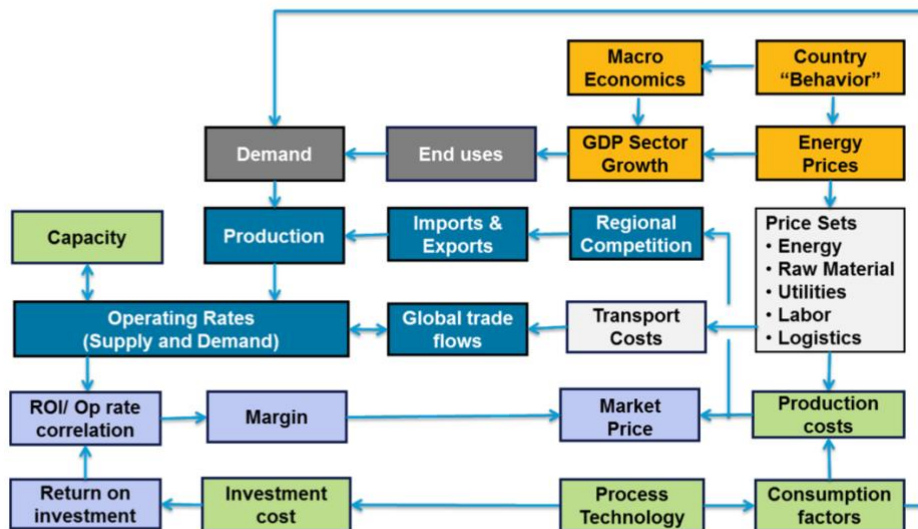 Macro
Economics
Country
“Behavior”
Demand
End uses
GDP Sector
Growth
Energy
Prices
Capacity
Production
Imports &
Exports
Regional
Competition
Price Sets
• Energy
• Raw Material
• Utilities
• Labor
• Logistics
Operating Rates
(Supply and Demand)
Global trade
flows
Transport
Costs
ROI/ Op rate
correlation
Margin
Market
Price
Production
costs
Return on
investment
Investment
cost
Process
Technology
Consumption
factors